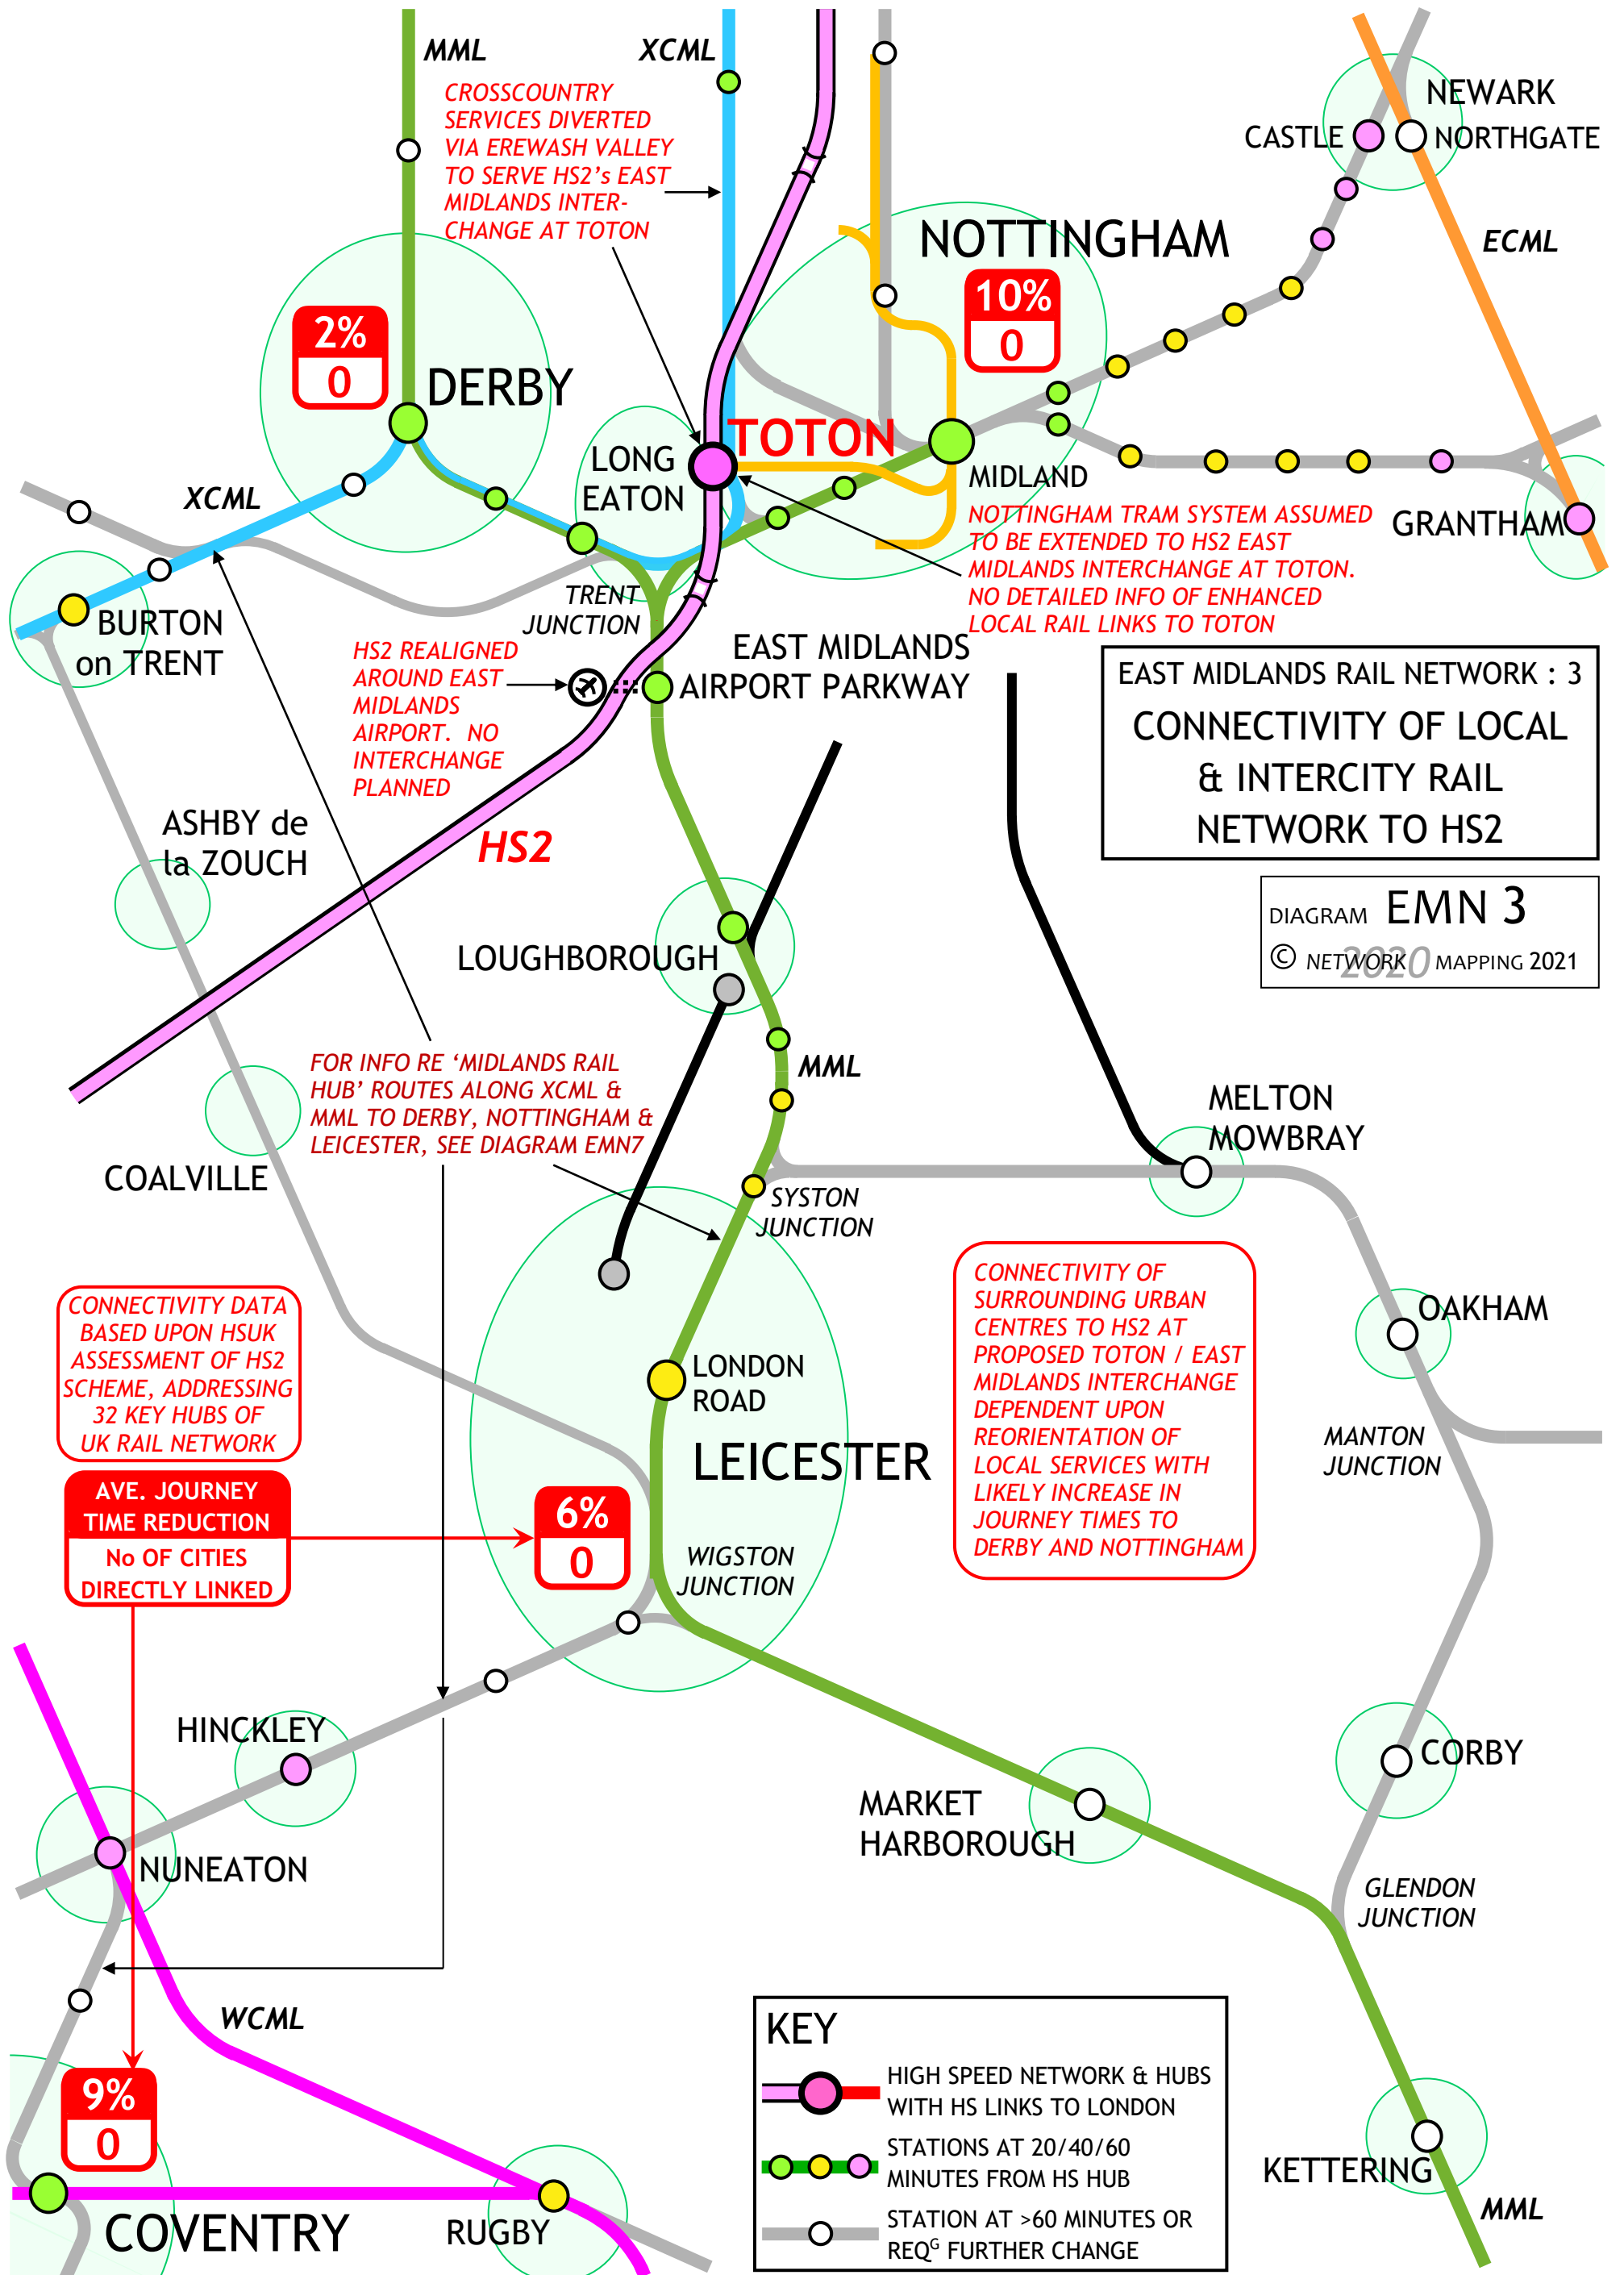 MML
XCML
CROSSCOUNTRY
SERVICES DIVERTED
VIA EREWASH VALLEY
TO SERVE HS2's EAST
MIDLANDS INTER-
CHANGE AT TOTON
NEWARK
CASTLE
NORTHGATE
ECML
NOTTINGHAM
10%
0
2%
0
DERBY
TOTON
LONG
EATON
MIDLAND
XCML
GRANTHAM
NOTTINGHAM TRAM SYSTEM ASSUMED
TO BE EXTENDED TO HS2 EAST
MIDLANDS INTERCHANGE AT TOTON.
NO DETAILED INFO OF ENHANCED
LOCAL RAIL LINKS TO TOTON
BURTON
on TRENT
TRENT
JUNCTION
HS2 REALIGNED
AROUND EAST
MIDLANDS
AIRPORT. NO
INTERCHANGE
PLANNED
EAST MIDLANDS
AIRPORT PARKWAY
EAST MIDLANDS RAIL NETWORK : 3
CONNECTIVITY OF LOCAL
& INTERCITY RAIL
NETWORK TO HS2
DIAGRAM EMN 3
© NETWORK 2020 MAPPING 2021
ASHBY de
la ZOUCH
HS2
LOUGHBOROUGH
MML
FOR INFO RE ‘MIDLANDS RAIL
HUB’ ROUTES ALONG XCML &
MML TO DERBY, NOTTINGHAM &
LEICESTER, SEE DIAGRAM EMN7
COALVILLE
MELTON
MOWBRAY
SYSTON
JUNCTION
CONNECTIVITY OF
SURROUNDING URBAN
CENTRES TO HS2 AT
PROPOSED TOTON / EAST
MIDLANDS INTERCHANGE
DEPENDENT UPON
REORIENTATION OF
LOCAL SERVICES WITH
LIKELY INCREASE IN
JOURNEY TIMES TO
DERBY AND NOTTINGHAM
OAKHAM
MANTON
JUNCTION
CONNECTIVITY DATA
BASED UPON HSUK
ASSESSMENT OF HS2
SCHEME, ADDRESSING
32 KEY HUBS OF
UK RAIL NETWORK
AVE. JOURNEY
TIME REDUCTION
No OF CITIES
DIRECTLY LINKED
LONDON
ROAD
LEICESTER
6%
0
WIGSTON
JUNCTION
HINCKLEY
NUNEATON
MARKET
HARBOROUGH
CORBY
GLENDON
JUNCTION
WCML
9%
0
COVENTRY
RUGBY
KETTERING
MML
KEY
HIGH SPEED NETWORK & HUBS
WITH HS LINKS TO LONDON
STATIONS AT 20/40/60
MINUTES FROM HS HUB
STATION AT >60 MINUTES OR
REQᴳ FURTHER CHANGE